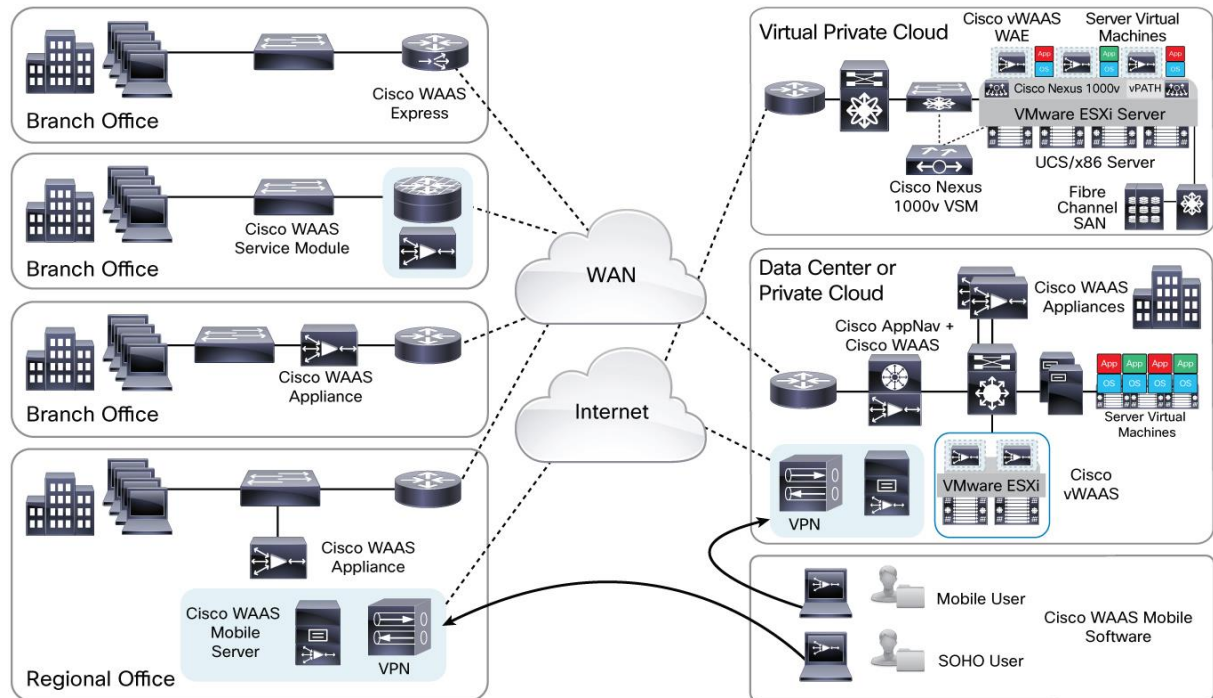 Cisco WAAS
Express
Branch Office
Cisco WAAS
Service Module
Branch Office
Cisco WAAS
Appliance
Branch Office
Cisco WAAS
Appliance
Cisco WAAS
Mobile
Server
VPN
Regional Office
WAN
Internet
Virtual Private Cloud
Cisco vWAAS
WAE
Server Virtual
Machines
App
OS
App
OS
App
OS
Cisco Nexus 1000v
vPATH
VMware ESXi Server
UCS/x86 Server
Cisco Nexus
1000v VSM
Fibre
Channel
SAN
Data Center or
Private Cloud
Cisco WAAS
Appliances
Cisco AppNav +
Cisco WAAS
App App App App
OS OS OS OS
Server Virtual
Machines
VMware ESXi
Cisco
vWAAS
VPN
Mobile User
SOHO User
Cisco WAAS Mobile
Software